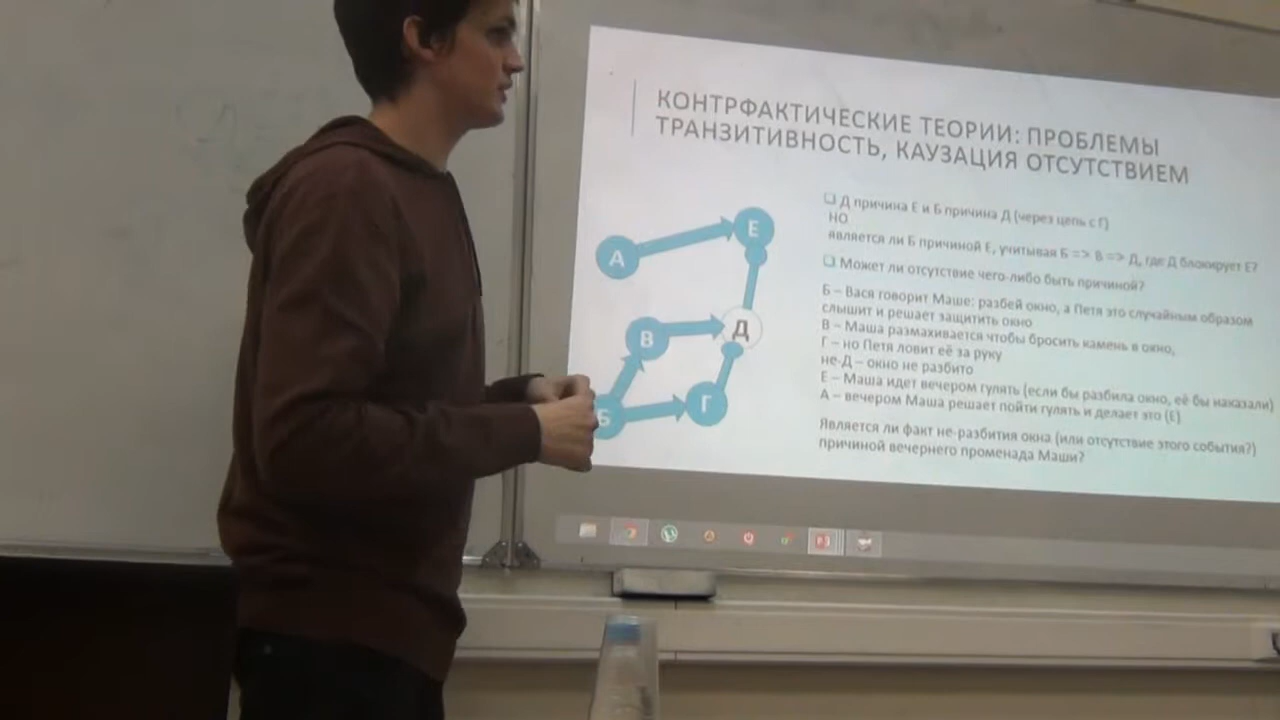 КОНТРФАКТИЧЕСКИЕ ТЕОРИИ: ПРОБЛЕМЫ
ТРАНЗИТИВНОСТЬ, КАУЗАЦИЯ ОТСУТСТВИЕМ
Д причина Е и Б причина Д (через цепь с Г)
НО
является ли Б причиной Е, учитывая Б => В => Д, где Д блокирует Е?
Может ли отсутствие чего-либо быть причиной?
Б – Вася говорит Маше: разбей окно, а Петя это случайным образом
слышит и решает защитить окно
В – Маша размахивается чтобы бросить камень в окно,
Г – но Петя ловит её за руку
не-Д – окно не разбито
Е – Маша идет вечером гулять (если бы разбила окно, её бы наказали)
А – вечером Маша решает пойти гулять и делает это (Е)
Является ли факт не-разбития окна (или отсутствие этого события?)
причиной вечернего променада Маши?
Е
А
Д
В
Г
Б